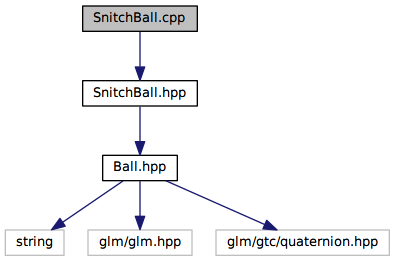 SnitchBall.cpp
SnitchBall.hpp
Ball.hpp
string
glm/glm.hpp
glm/gtc/quaternion.hpp